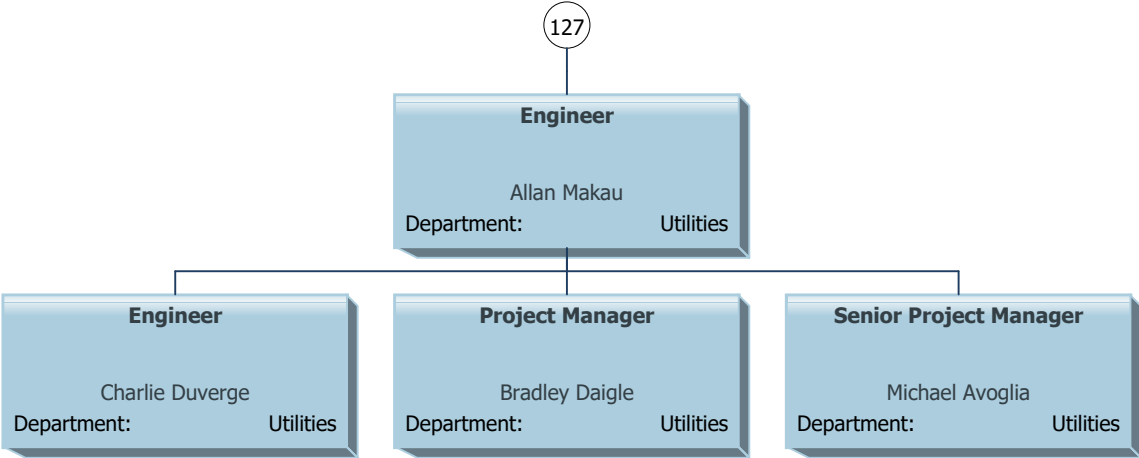 127
Engineer
Allan Makau
Department: Utilities
Engineer
Charlie Duverge
Department: Utilities
Project Manager
Bradley Daigle
Department: Utilities
Senior Project Manager
Michael Avoglia
Department: Utilities